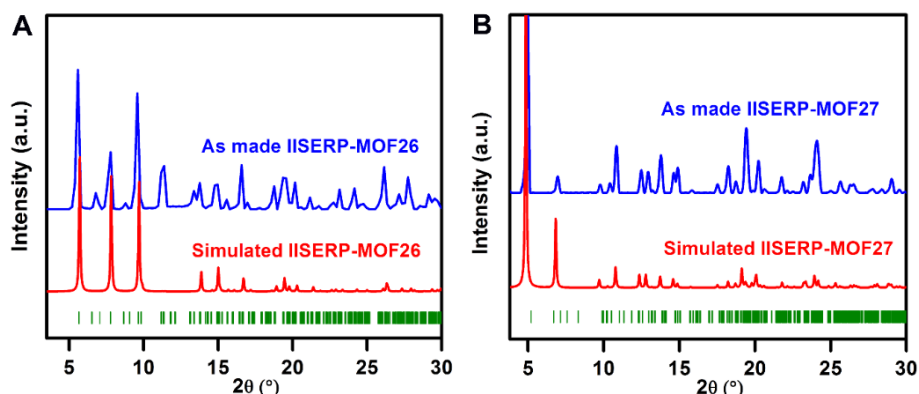 A
Intensity (a.u.)
As made IISERP-MOF26
Simulated IISERP-MOF26
5 10 15 20 25 30
2θ (°)
B
Intensity (a.u.)
As made IISERP-MOF27
Simulated IISERP-MOF27
5 10 15 20 25 30
2θ (°)